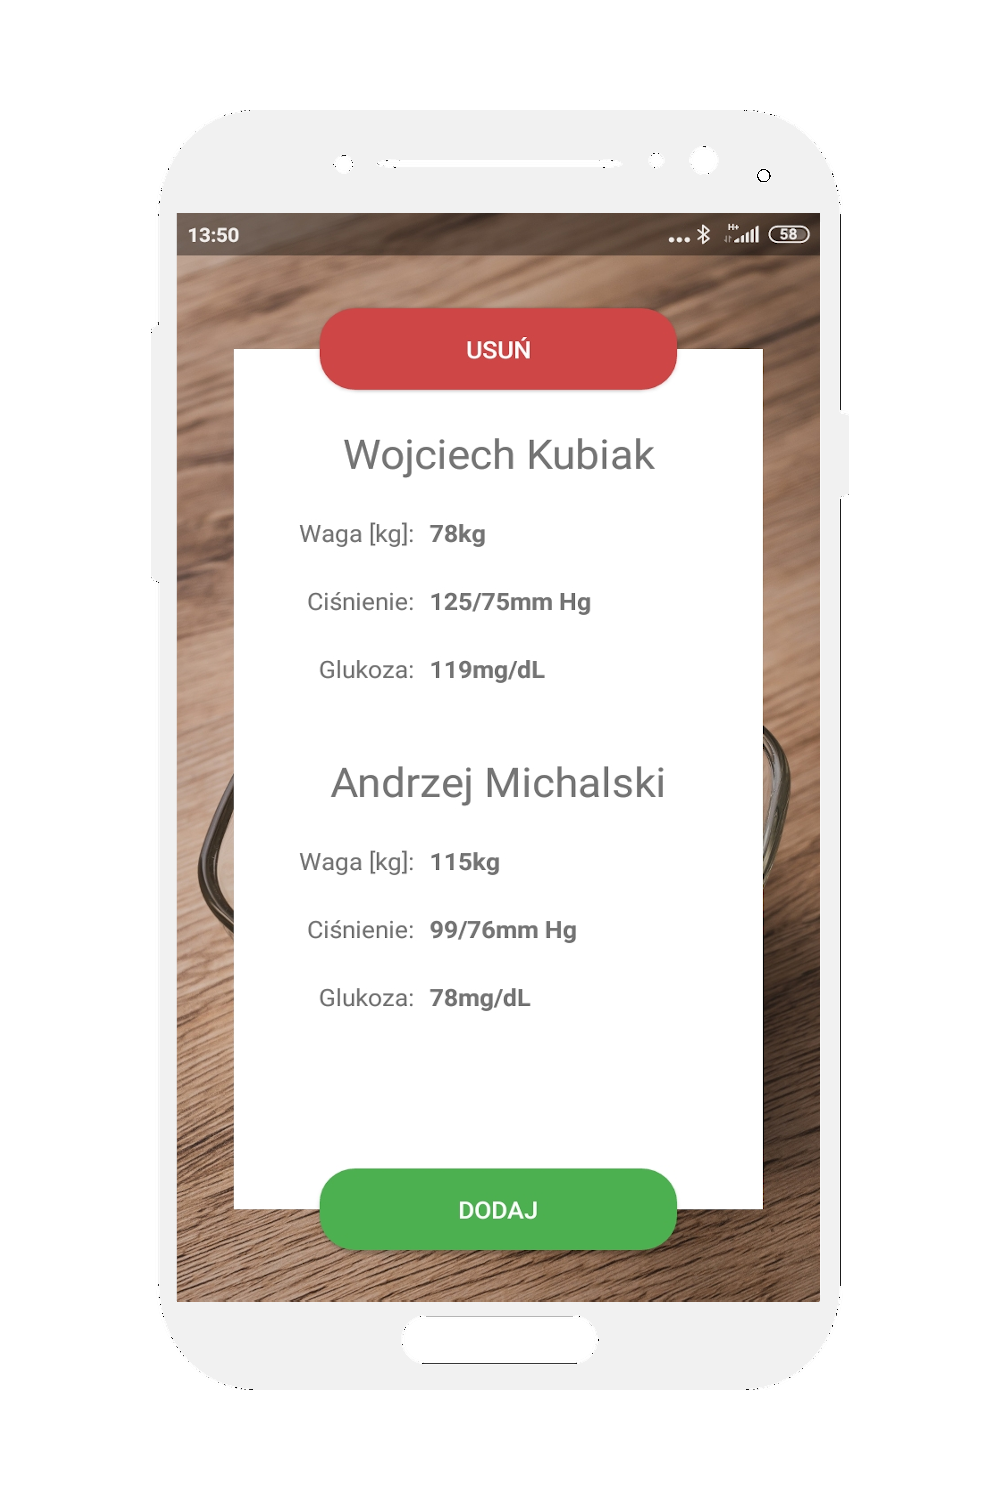 13:50
H+
58
USUŃ
Wojciech Kubiak
Waga [kg]: 78kg
Ciśnienie: 125/75mm Hg
Glukoza: 119mg/dL
Andrzej Michalski
Waga [kg]: 115kg
Ciśnienie: 99/76mm Hg
Glukoza: 78mg/dL
DODAJ